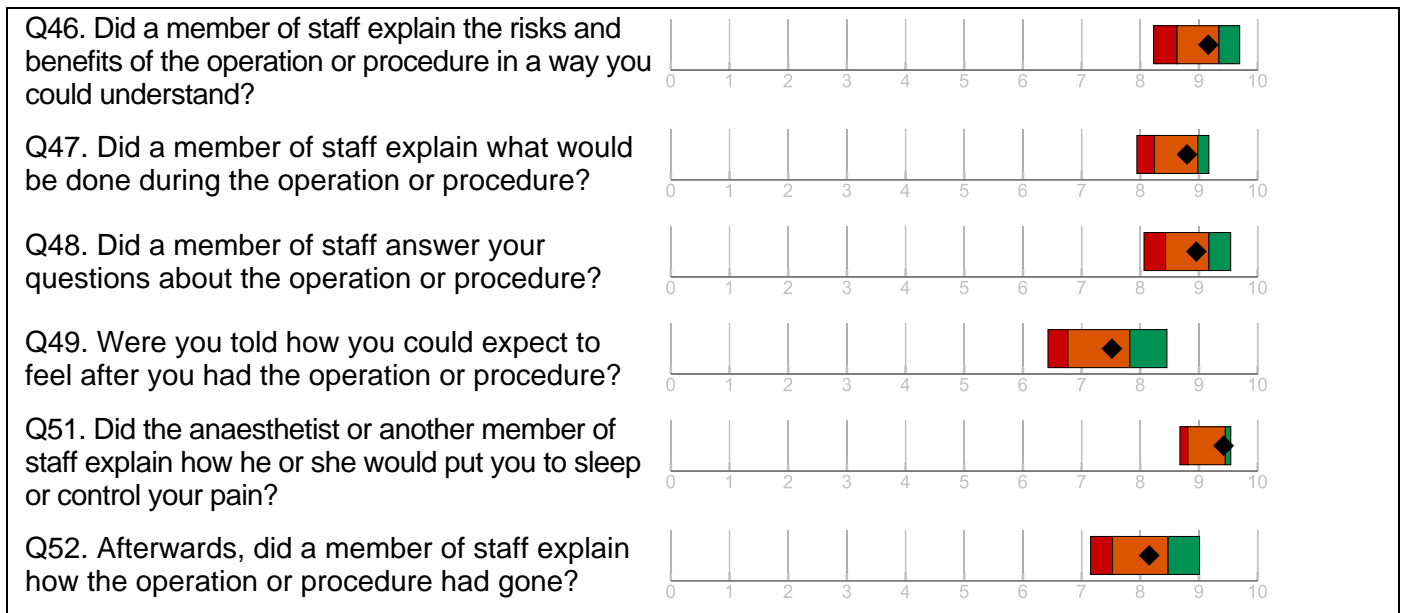 Q46. Did a member of staff explain the risks and
benefits of the operation or procedure in a way you
could understand?
0 1 2 3 4 5 6 7 8 9 10
Q47. Did a member of staff explain what would
be done during the operation or procedure?
0 1 2 3 4 5 6 7 8 9 10
Q48. Did a member of staff answer your
questions about the operation or procedure?
0 1 2 3 4 5 6 7 8 9 10
Q49. Were you told how you could expect to
feel after you had the operation or procedure?
0 1 2 3 4 5 6 7 8 9 10
Q51. Did the anaesthetist or another member of
staff explain how he or she would put you to sleep
or control your pain?
0 1 2 3 4 5 6 7 8 9 10
Q52. Afterwards, did a member of staff explain
how the operation or procedure had gone?
0 1 2 3 4 5 6 7 8 9 10